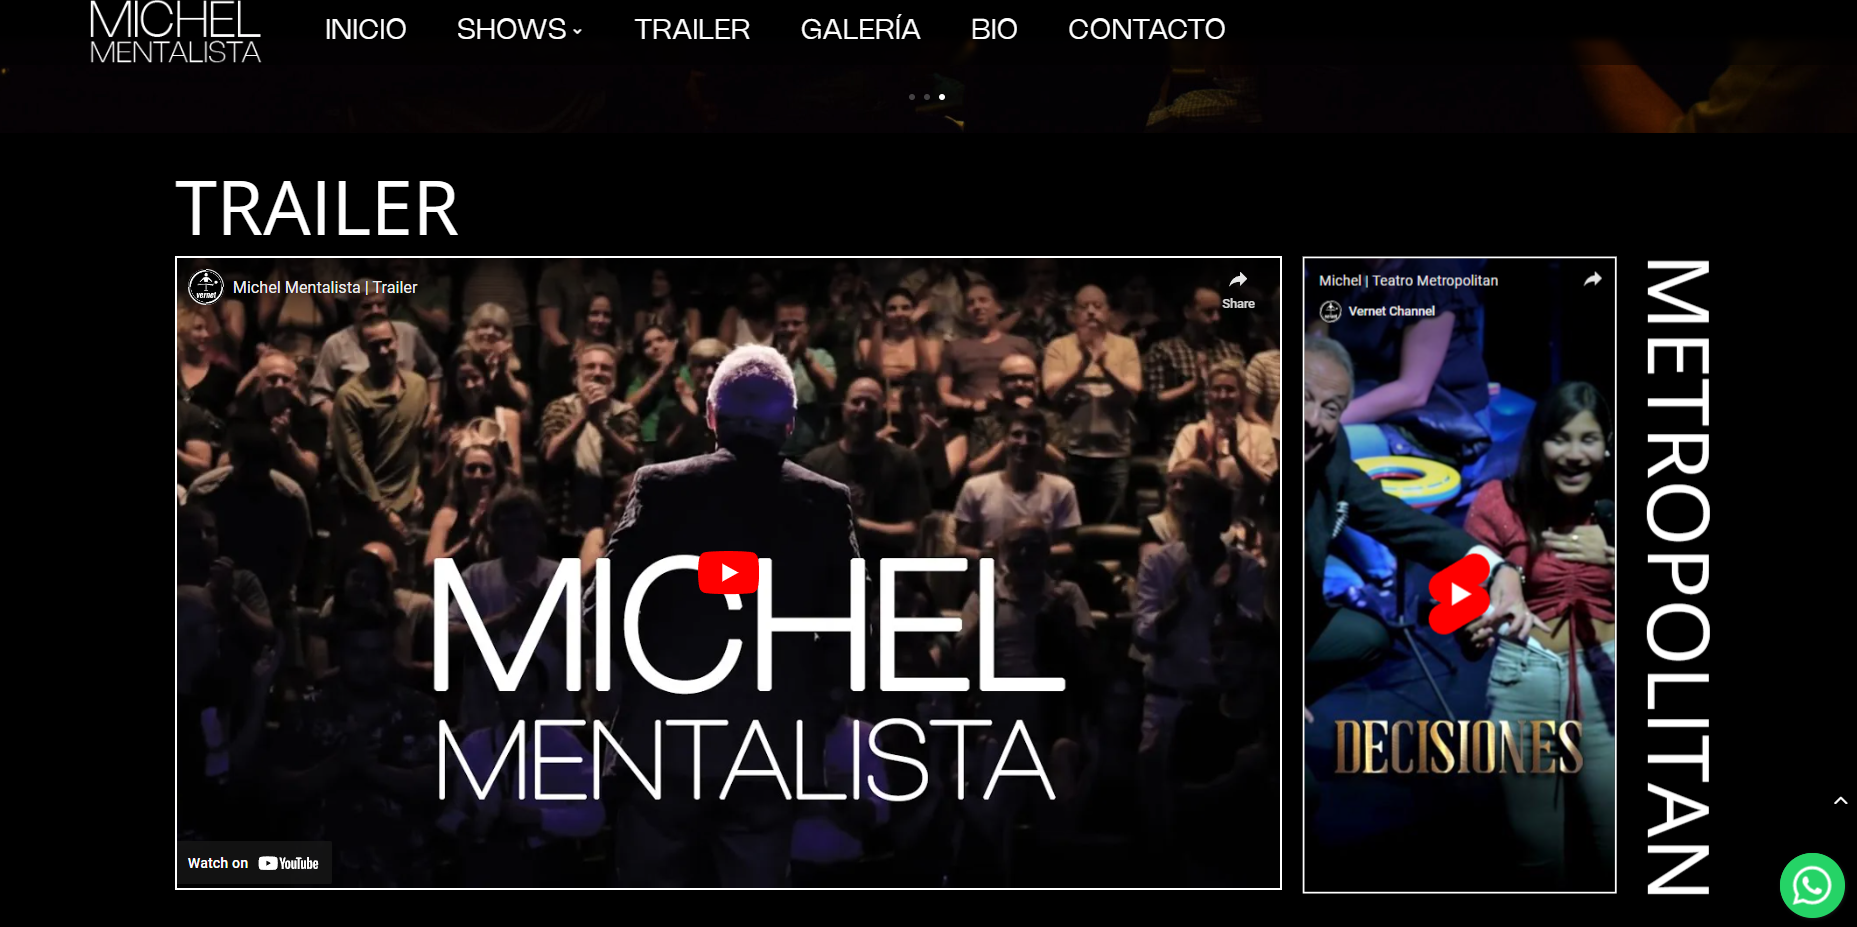 MICHEL
MENTALISTA
INICIO
SHOWS
TRAILER
GALERÍA
BIO
CONTACTO
TRAILER
vernet
Michel Mentalista | Trailer
Share
MICHEL
MENTALISTA
Watch on YouTube
Michel | Teatro Metropolitan
Vernet Channel
DECISIONES
METROPOLITAN